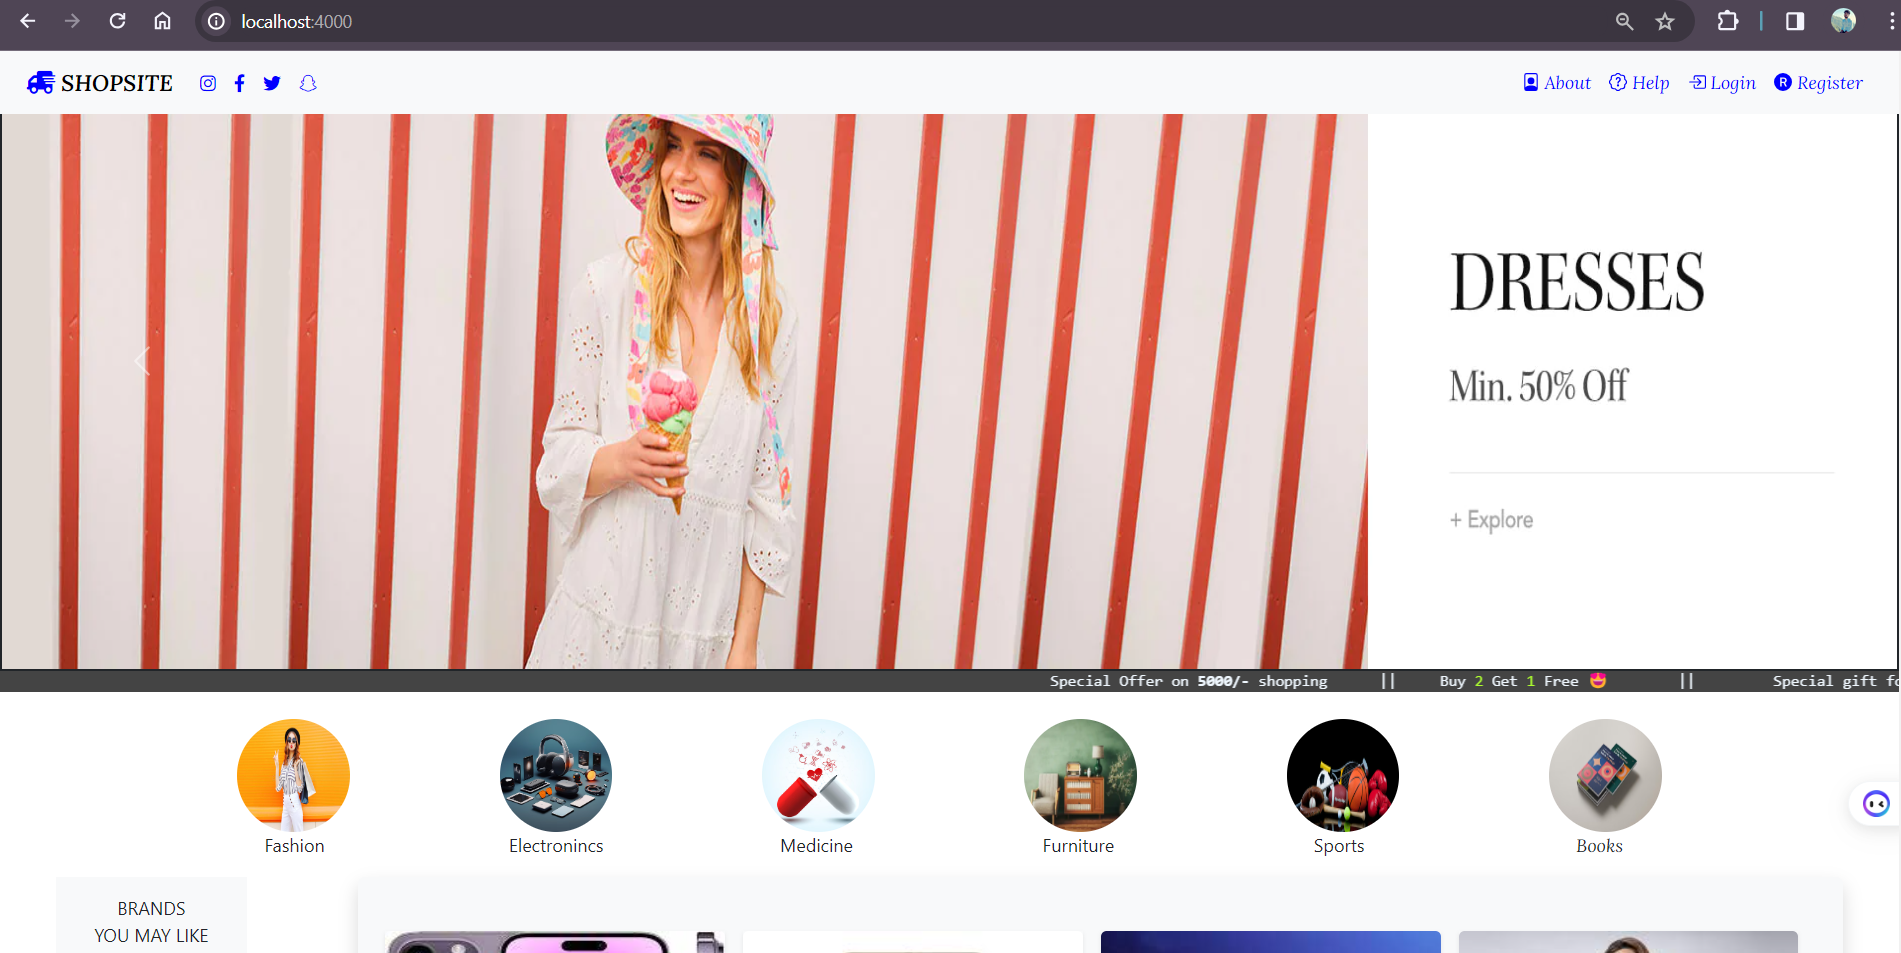 localhost:4000
SHOPSITE
About Help Login Register
DRESSES
Min. 50% Off
+ Explore
Special Offer on 5000/- shopping || Buy 2 Get 1 Free 🤩 || Special gift
Fashion
Electronincs
Medicine
Furniture
Sports
Books
BRANDS
YOU MAY LIKE